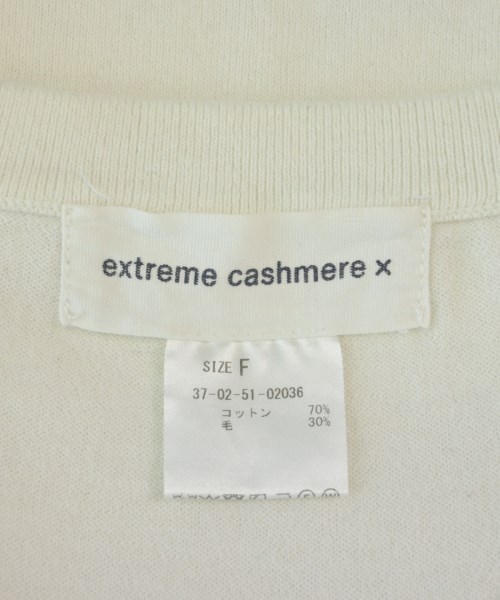 extreme cashmere x
SIZE F
37-02-51-02036
コットン 70%
毛 30%